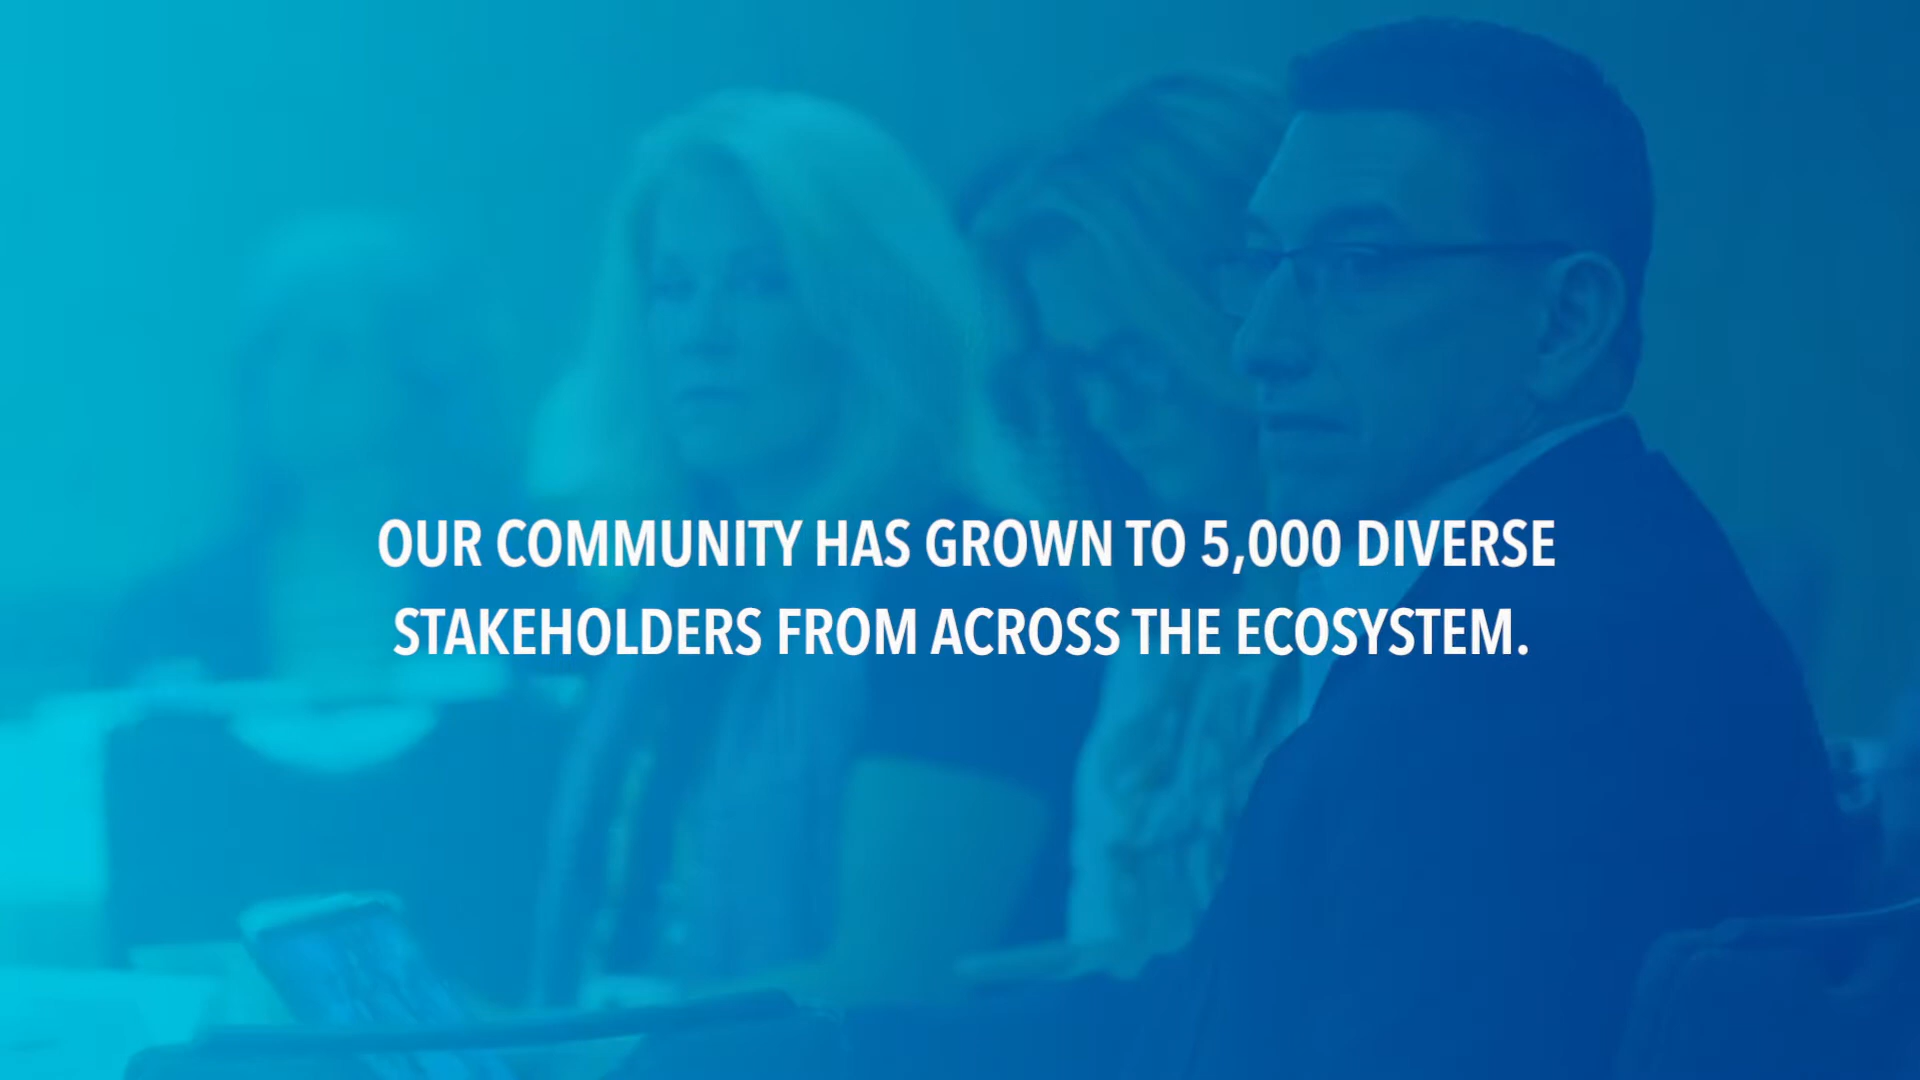 OUR COMMUNITY HAS GROWN TO 5,000 DIVERSE
STAKEHOLDERS FROM ACROSS THE ECOSYSTEM.